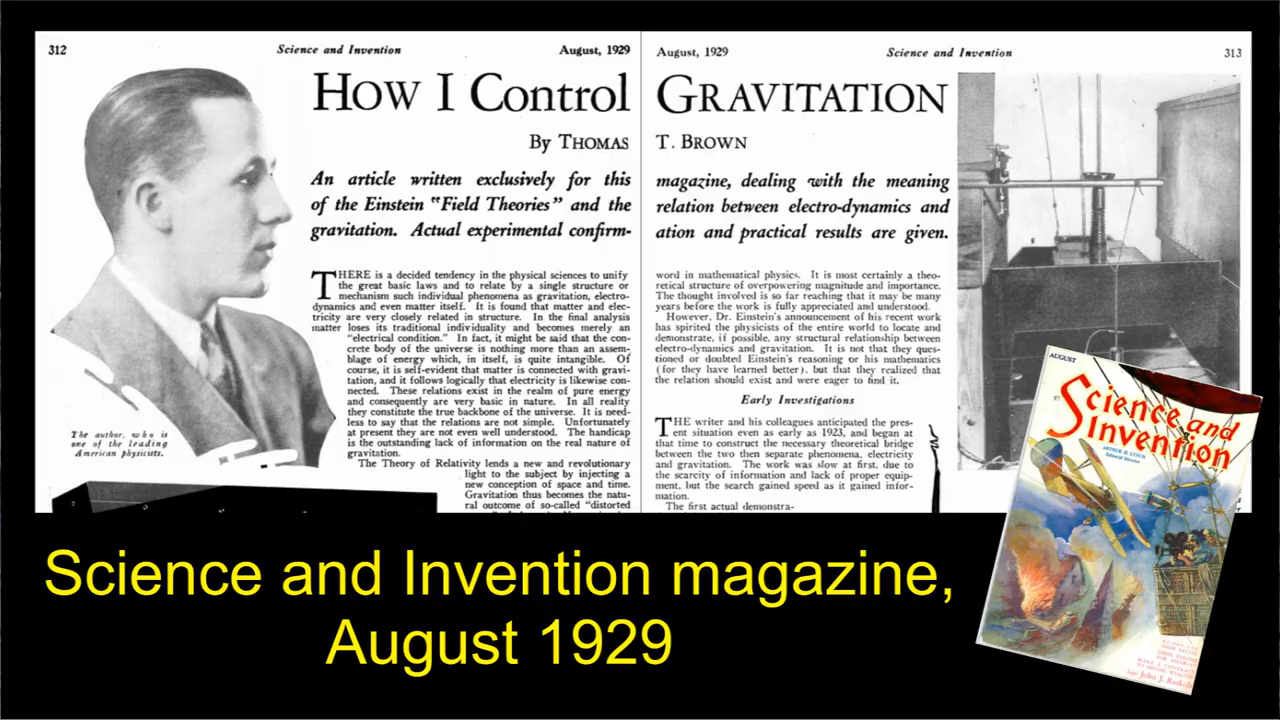 312
Science and Invention
August, 1929
How I Control
By Thomas
An article written exclusively for this
of the Einstein "Field Theories" and the
gravitation. Actual experimental confirm-
THERE is a decided tendency in the physical sciences to unify
the great basic laws and to relate by a single structure or
mechanism such individual phenomena as gravitation, electro-
dynamics and even matter itself. It is found that matter and elec-
tricity are very closely related in structure. In the final analysis
matter loses its traditional individuality and becomes merely an
"electrical condition." In fact, it might be said that the con-
crete body of the universe is nothing more than an assem-
blage of energy which, in itself, is quite intangible. Of
course, it is self-evident that matter is connected with gravi-
tation, and it follows logically that electricity is likewise con-
nected. These relations exist in the realm of pure energy
and consequently are very basic in nature. In all reality
they constitute the true backbone of the universe. It is need-
less to say that the relations are not simple. Unfortunately
at present they are not even well understood. The handicap
is the outstanding lack of information on the real nature of
gravitation.
The Theory of Relativity lends a new and revolutionary
light to the subject by injecting a
new conception of space and time.
Gravitation thus becomes the natu-
ral outcome of so-called "distorted
The author, who is
one of the leading
American physicists.
August, 1929
Science and Invention
313
GRAVITATION
T. Brown
magazine, dealing with the meaning
relation between electro-dynamics and
ation and practical results are given.
word in mathematical physics. It is most certainly a theo-
retical structure of overpowering magnitude and importance.
The thought involved is so far reaching that it may be many
years before the work is fully appreciated and understood.
However, Dr. Einstein's announcement of his recent work
has spirited the physicists of the entire world to locate and
demonstrate, if possible, any structural relationship between
electro-dynamics and gravitation. It is not that they ques-
tioned or doubted Einstein's reasoning or his mathematics
(for they have learned better), but that they realized that
the relation should exist and were eager to find it.
Early Investigations
THE writer and his colleagues anticipated the pres-
ent situation even as early as 1923, and began at
that time to construct the necessary theoretical bridge
between the two then separate phenomena, electricity
and gravitation. The work was slow at first, due to
the scarcity of information and lack of proper equip-
ment, but the search gained speed as it gained infor-
mation.
The first actual demonstra-
AUGUST
Science and
Invention
ARTHUR H. LYNCH
Editorial Director
John J.
Science and Invention magazine,
August 1929